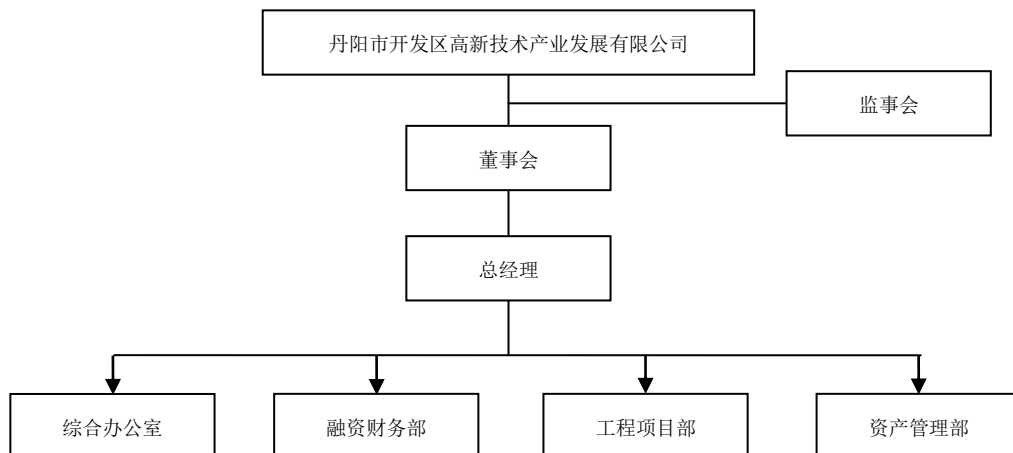 丹阳市开发区高新技术产业发展有限公司
监事会
董事会
总经理
综合办公室
融资财务部
工程项目部
资产管理部